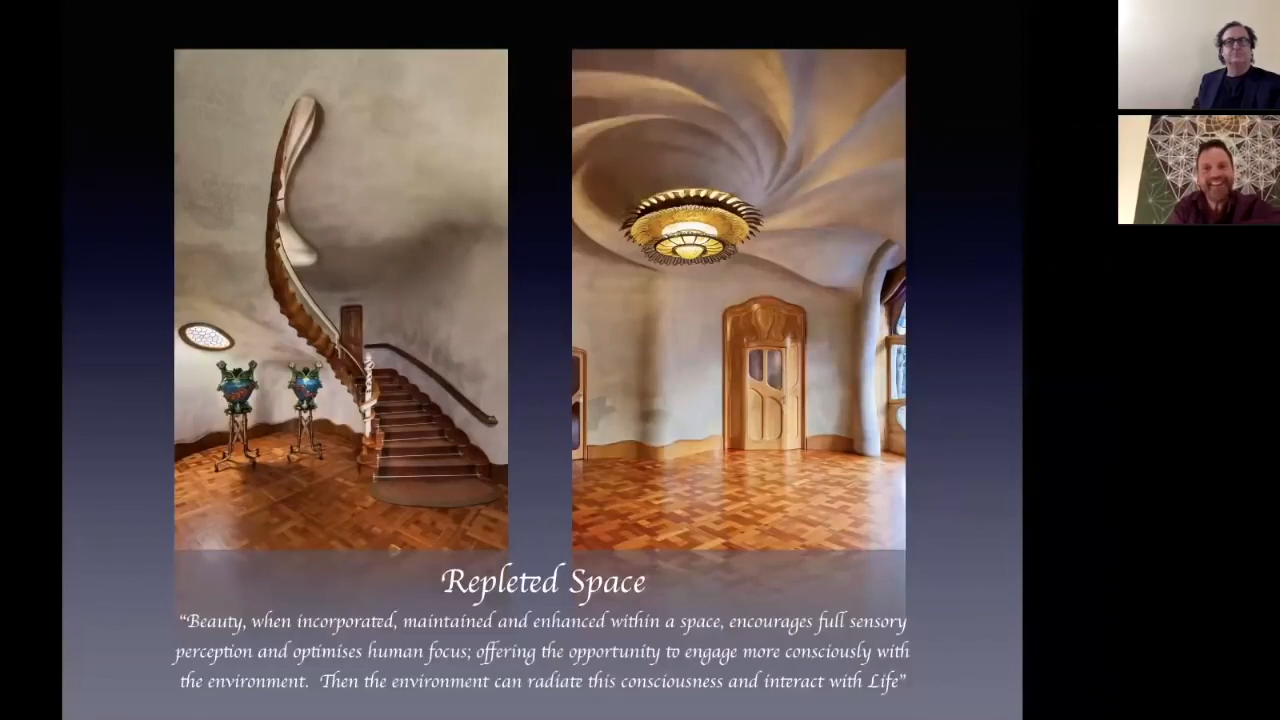 Repleted Space
"Beauty, when incorporated, maintained and enhanced within a space, encourages full sensory
perception and optimises human focus; offering the opportunity to engage more consciously with
the environment. Then the environment can radiate this consciousness and interact with Life"